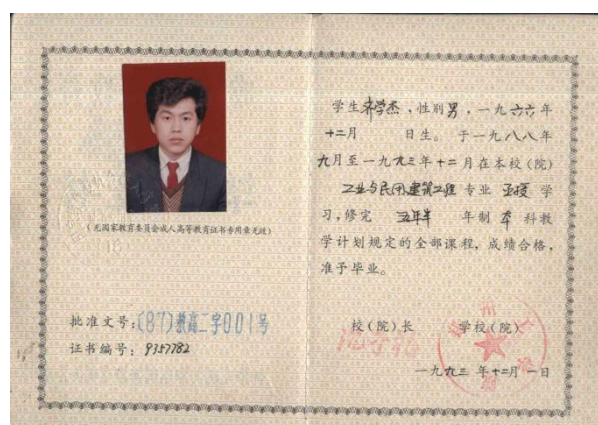 (无国家教育委员会成人高等教育证书专用章无效)
批准文号:(87)教高二字001号
证书编号:9357782
学生齐学杰,性别男,一九六六年
十二月 日生。于一九八八年
九月至一九九三年十二月在本校(院)
工业与民用建筑工程专业 函授 学
习,修完 五年半 年制 本 科教
学计划规定的全部课程,成绩合格,
准予毕业。
校(院)长 学校(院)
一九九三年十二月一日